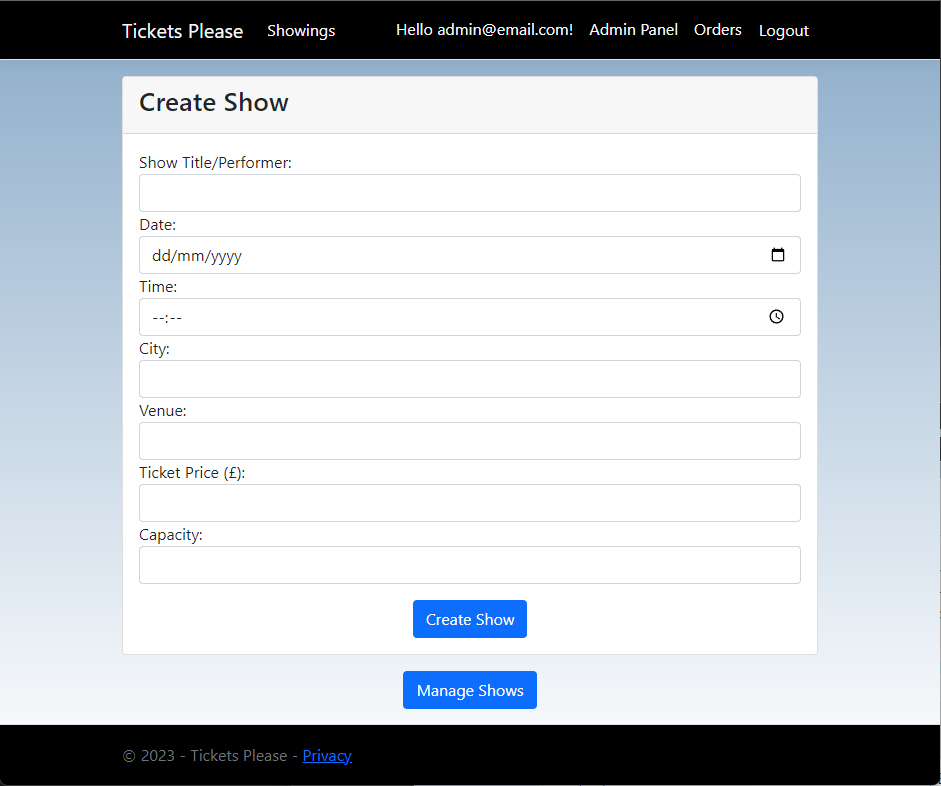 Tickets Please Showings Hello admin@email.com! Admin Panel Orders Logout
Create Show
Show Title/Performer:
Date:
dd/mm/yyyy
Time:
--:--
City:
Venue:
Ticket Price (£):
Capacity:
Create Show
Manage Shows
© 2023 - Tickets Please - Privacy